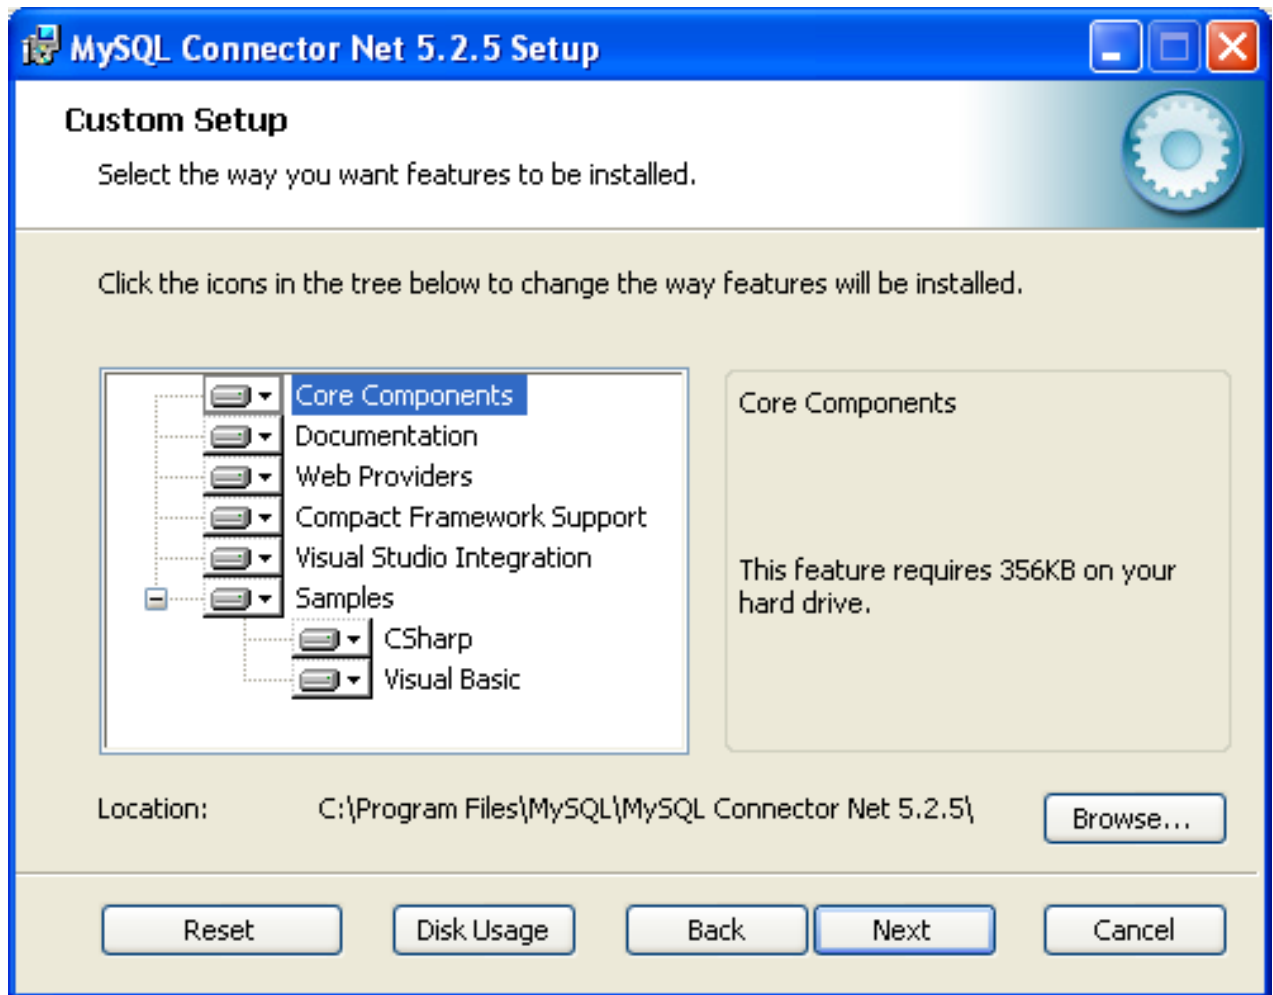 MySQL Connector Net 5.2.5 Setup
Custom Setup
Select the way you want features to be installed.
Click the icons in the tree below to change the way features will be installed.
Core Components
Documentation
Web Providers
Compact Framework Support
Visual Studio Integration
Samples
CSharp
Visual Basic
Core Components
This feature requires 356KB on your
hard drive.
Location: C:\Program Files\MySQL\MySQL Connector Net 5.2.5\ Browse...
Reset Disk Usage Back Next Cancel